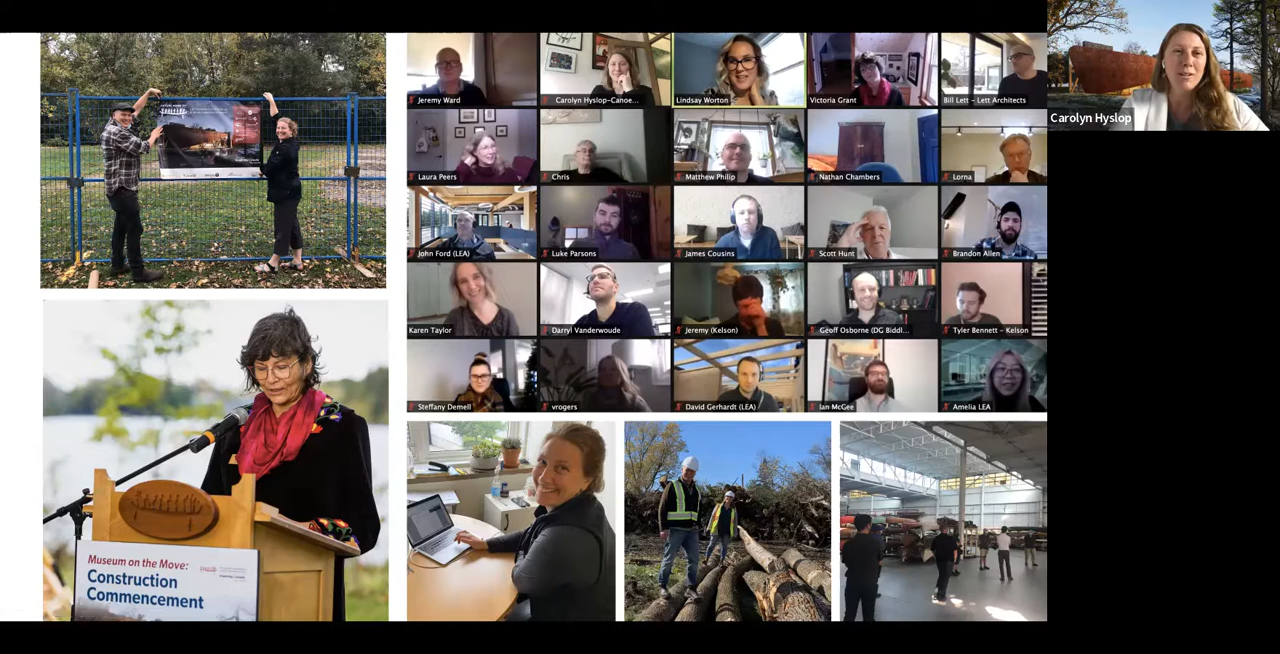 Jeremy Ward
Carolyn Hyslop-Canoe...
Lindsay Worton
Victoria Grant
Bill Lett - Lett Architects
Carolyn Hyslop
Laura Peers
Chris
Matthew Philip
Nathan Chambers
Lorna
John Ford (LEA)
Luke Parsons
James Cousins
Scott Hunt
Brandon Allen
Karen Taylor
Darryl Vanderwoude
Jeremy (Kelson)
Geoff Osborne (DG Biddl...
Tyler Bennett - Kelson
Steffany Demell
vrogers
David Gerhardt (LEA)
Ian McGee
Amelia LEA
Museum on the Move:
Construction
Commencement